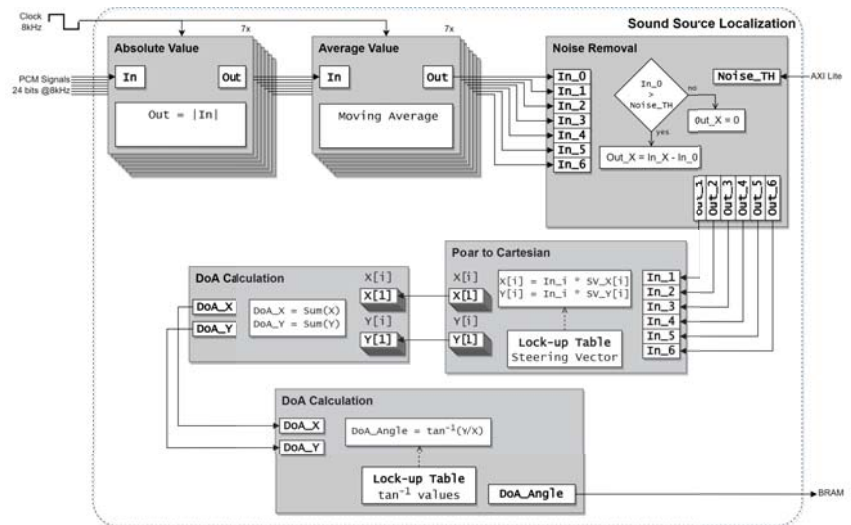 Clock
8kHz
Sound Source Localization
7x
7x
Absolute Value
In
Out
Out = |In|
Average Value
In
Out
Moving Average
Noise Removal
In_0
In_1
In_2
In_3
In_4
In_5
In_6
In_0
>
Noise_TH
no
yes
Noise_TH
Out_X = 0
Out_X = In_X - In_0
Out_1
Out_2
Out_3
Out_4
Out_5
Out_6
PCM Signals
24 bits @8kHz
AXI Lite
DoA Calculation
DoA_X
DoA_Y
DoA_X = Sum(X)
DoA_Y = Sum(Y)
X[i]
X[1]
Y[i]
Y[1]
Poar to Cartesian
X[i]
X[1]
Y[i]
Y[1]
X[i] = In_i * SV_X[i]
Y[i] = In_i * SV_Y[i]
Lock-up Table
Steering Vector
In_1
In_2
In_3
In_4
In_5
In_6
DoA Calculation
DoA_X
DoA_Y
DoA_Angle = tan⁻¹(Y/X)
Lock-up Table
tan⁻¹ values
DoA_Angle
BRAM